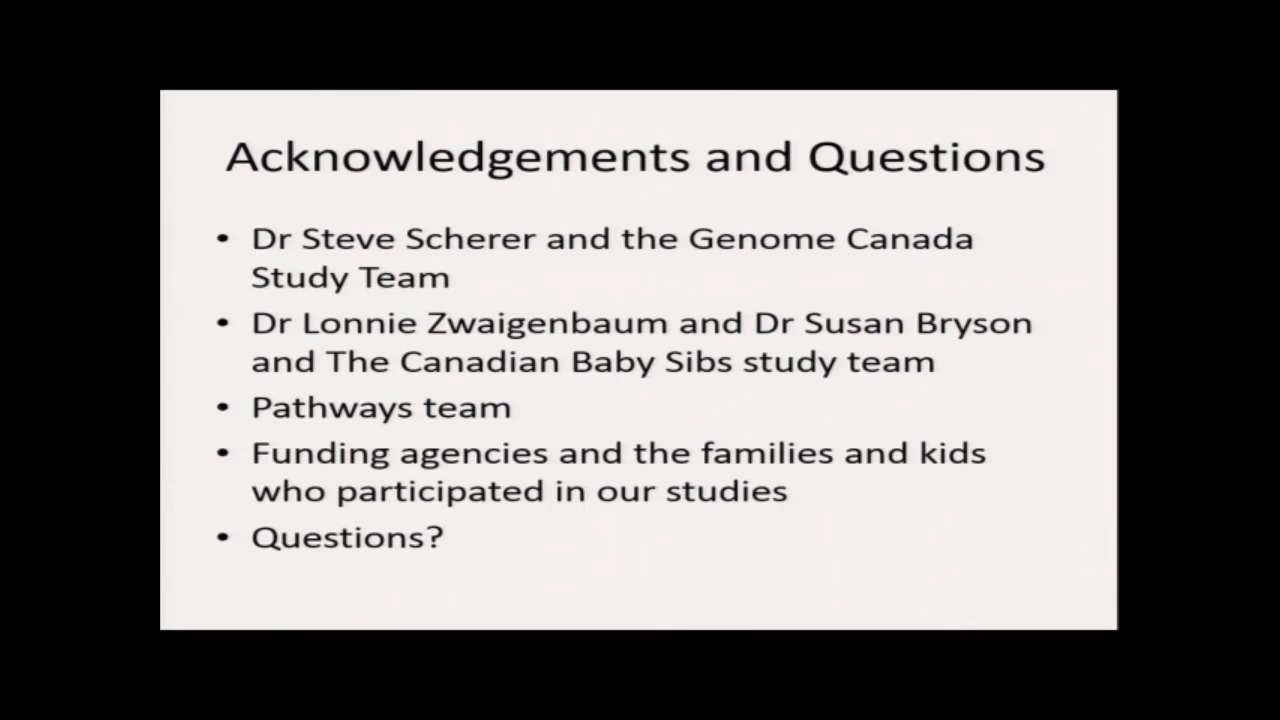 Acknowledgements and Questions
• Dr Steve Scherer and the Genome Canada
Study Team
• Dr Lonnie Zwaigenbaum and Dr Susan Bryson
and The Canadian Baby Sibs study team
• Pathways team
• Funding agencies and the families and kids
who participated in our studies
• Questions?